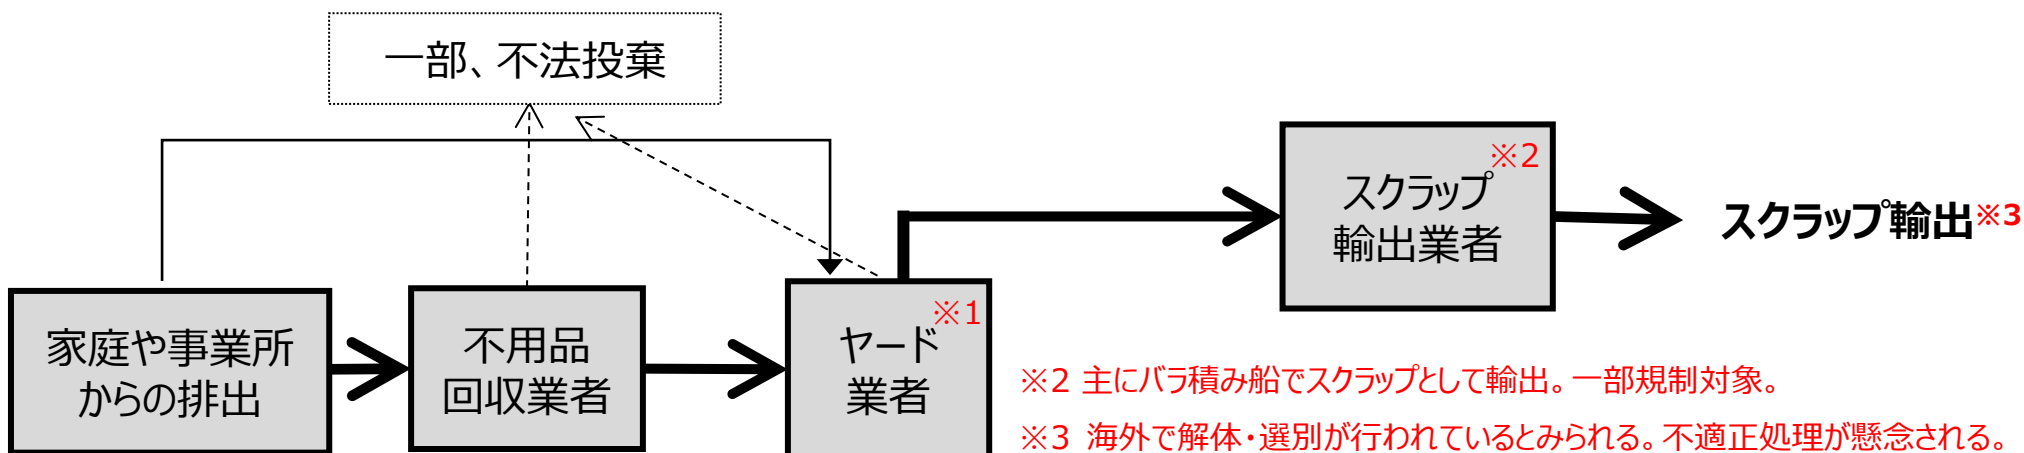 一部、不法投棄
家庭や事業所
からの排出
不用品
回収業者
※1
ヤード
業者
※2
スクラップ
輸出業者
スクラップ輸出※3
※2 主にバラ積み船でスクラップとして輸出。一部規制対象。
※3 海外で解体・選別が行われているとみられる。不適正処理が懸念される。